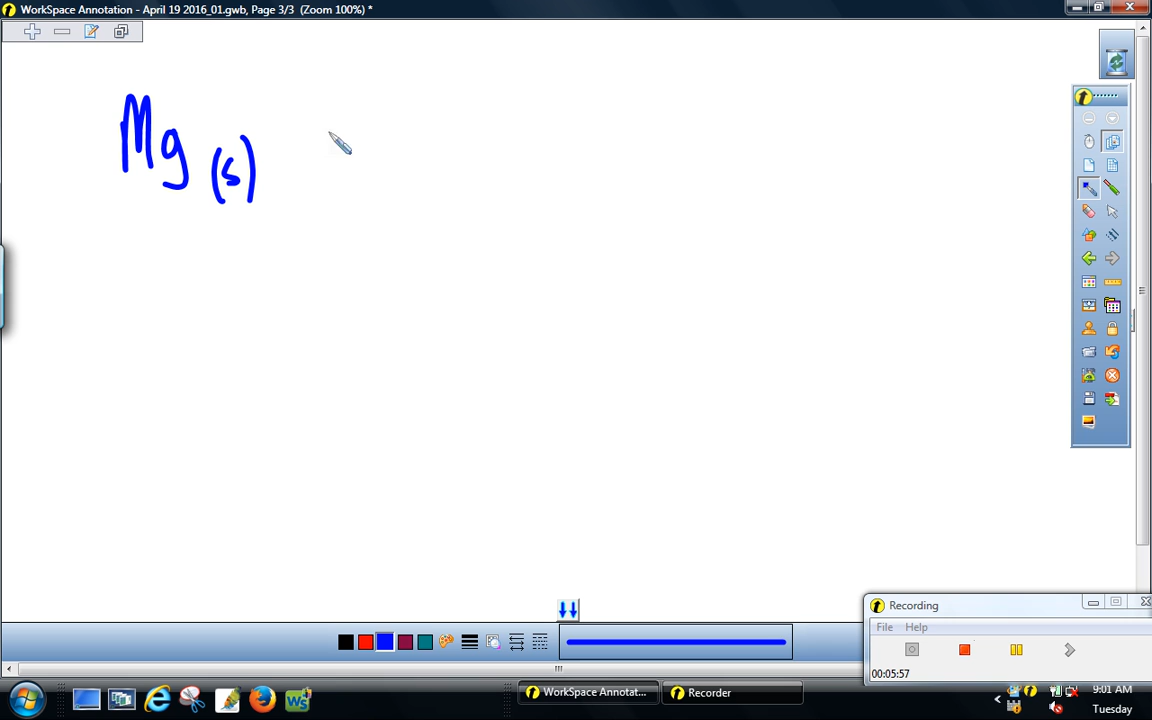 WorkSpace Annotation - April 19 2016_01.gwb, Page 3/3 (Zoom 100%) *
Mg (s)
Recording
File Help
00:05:57
WorkSpace Annotat...
Recorder
9:01 AM
Tuesday